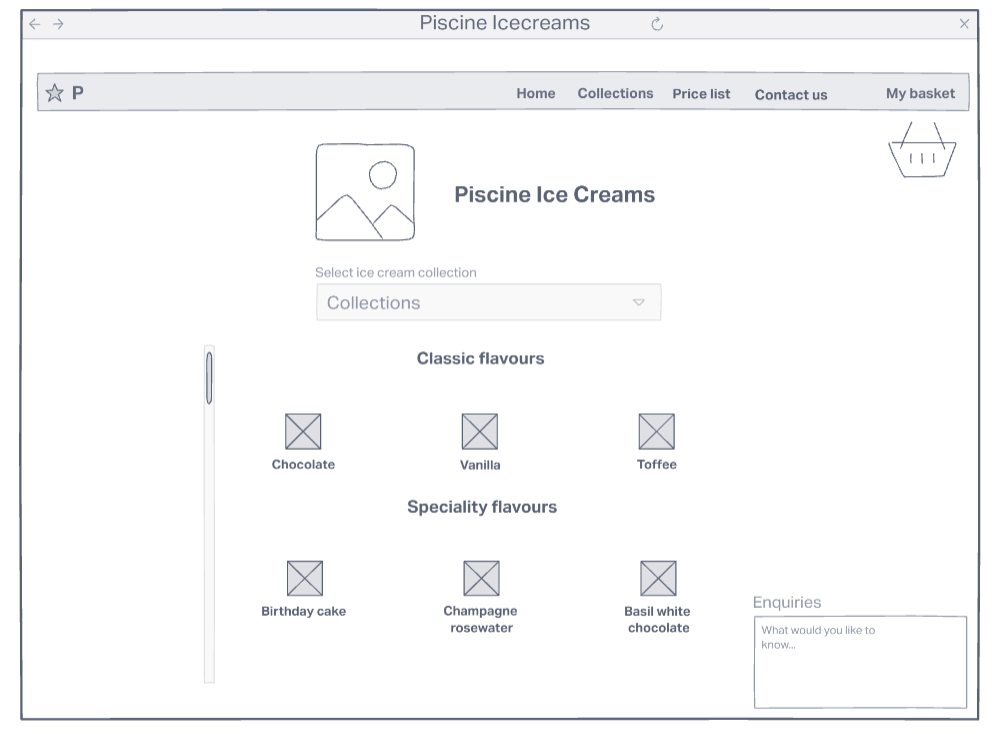 Piscine Icecreams
P
Home Collections Price list Contact us My basket
Piscine Ice Creams
Select ice cream collection
Collections
Classic flavours
Chocolate Vanilla Toffee
Speciality flavours
Birthday cake
Champagne
rosewater
Basil white
chocolate
Enquiries
What would you like to
know...